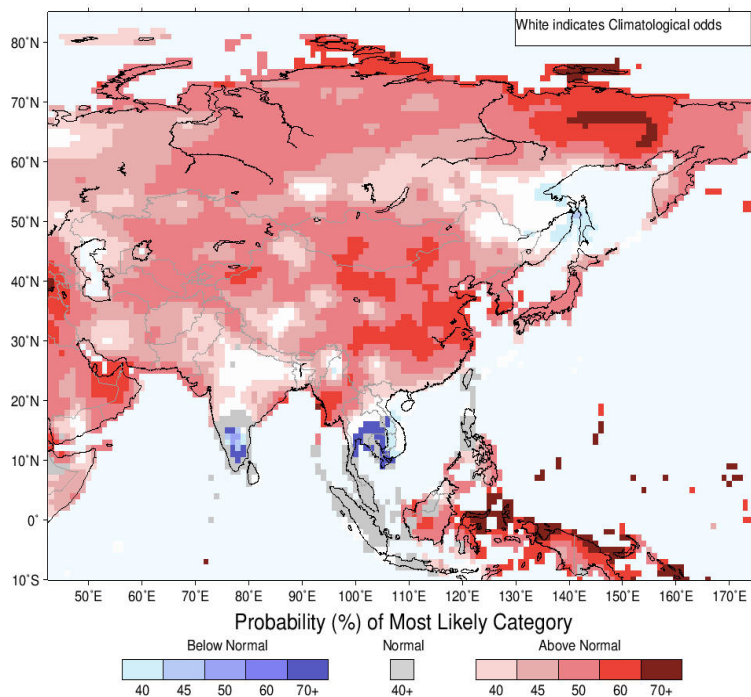 White indicates Climatological odds
80°N
70°N
60°N
50°N
40°N
30°N
20°N
10°N
0°
10°S
50°E 60°E 70°E 80°E 90°E 100°E 110°E 120°E 130°E 140°E 150°E 160°E 170°E
Probability (%) of Most Likely Category
Below Normal Normal Above Normal
40 45 50 60 70+ 40+ 40 45 50 60 70+